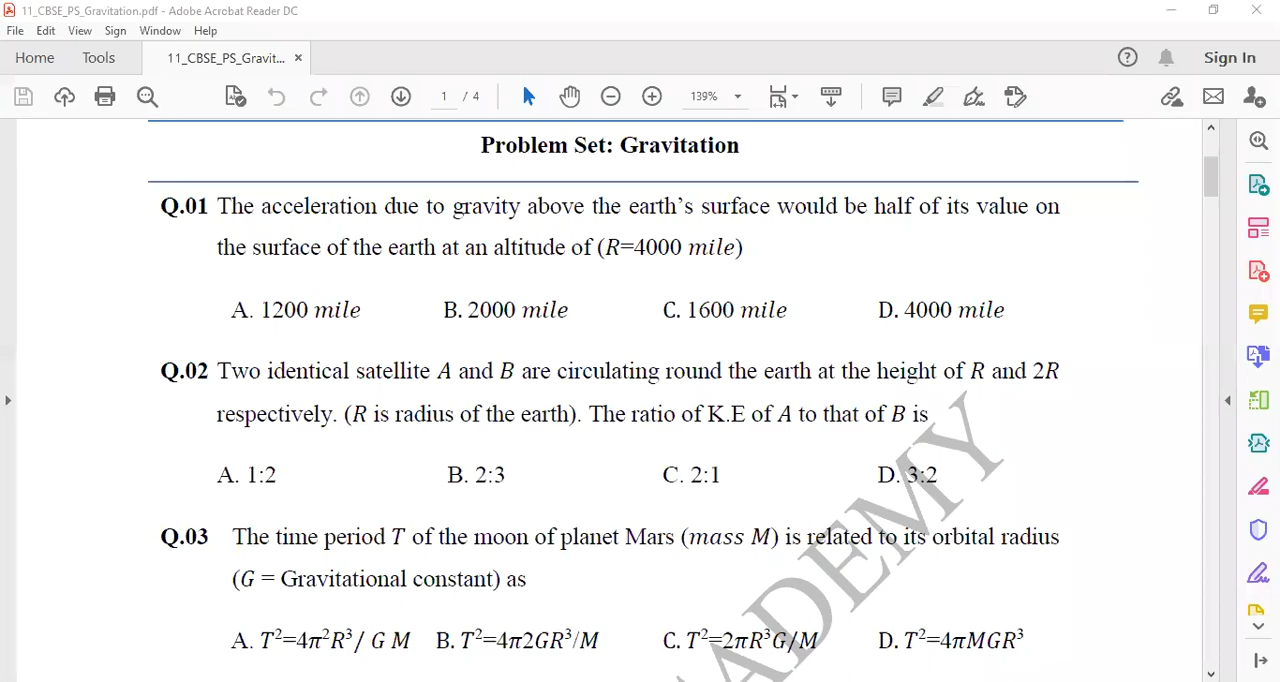 11_CBSE_PS_Gravitation.pdf - Adobe Acrobat Reader DC
File Edit View Sign Window Help
Home Tools 11_CBSE_PS_Gravit... × Sign In
1 / 4 139%
Problem Set: Gravitation
Q.01 The acceleration due to gravity above the earth's surface would be half of its value on
the surface of the earth at an altitude of (R=4000 mile)
A. 1200 mile B. 2000 mile C. 1600 mile D. 4000 mile
Q.02 Two identical satellite A and B are circulating round the earth at the height of R and 2R
respectively. (R is radius of the earth). The ratio of K.E of A to that of B is
A. 1:2 B. 2:3 C. 2:1 D. 3:2
Q.03 The time period T of the moon of planet Mars (mass M) is related to its orbital radius
(G = Gravitational constant) as
A. T²=4π²R³/ G M B. T²=4π2GR³/M C. T²=2πR³G/M D. T²=4πMGR³
ADEMY